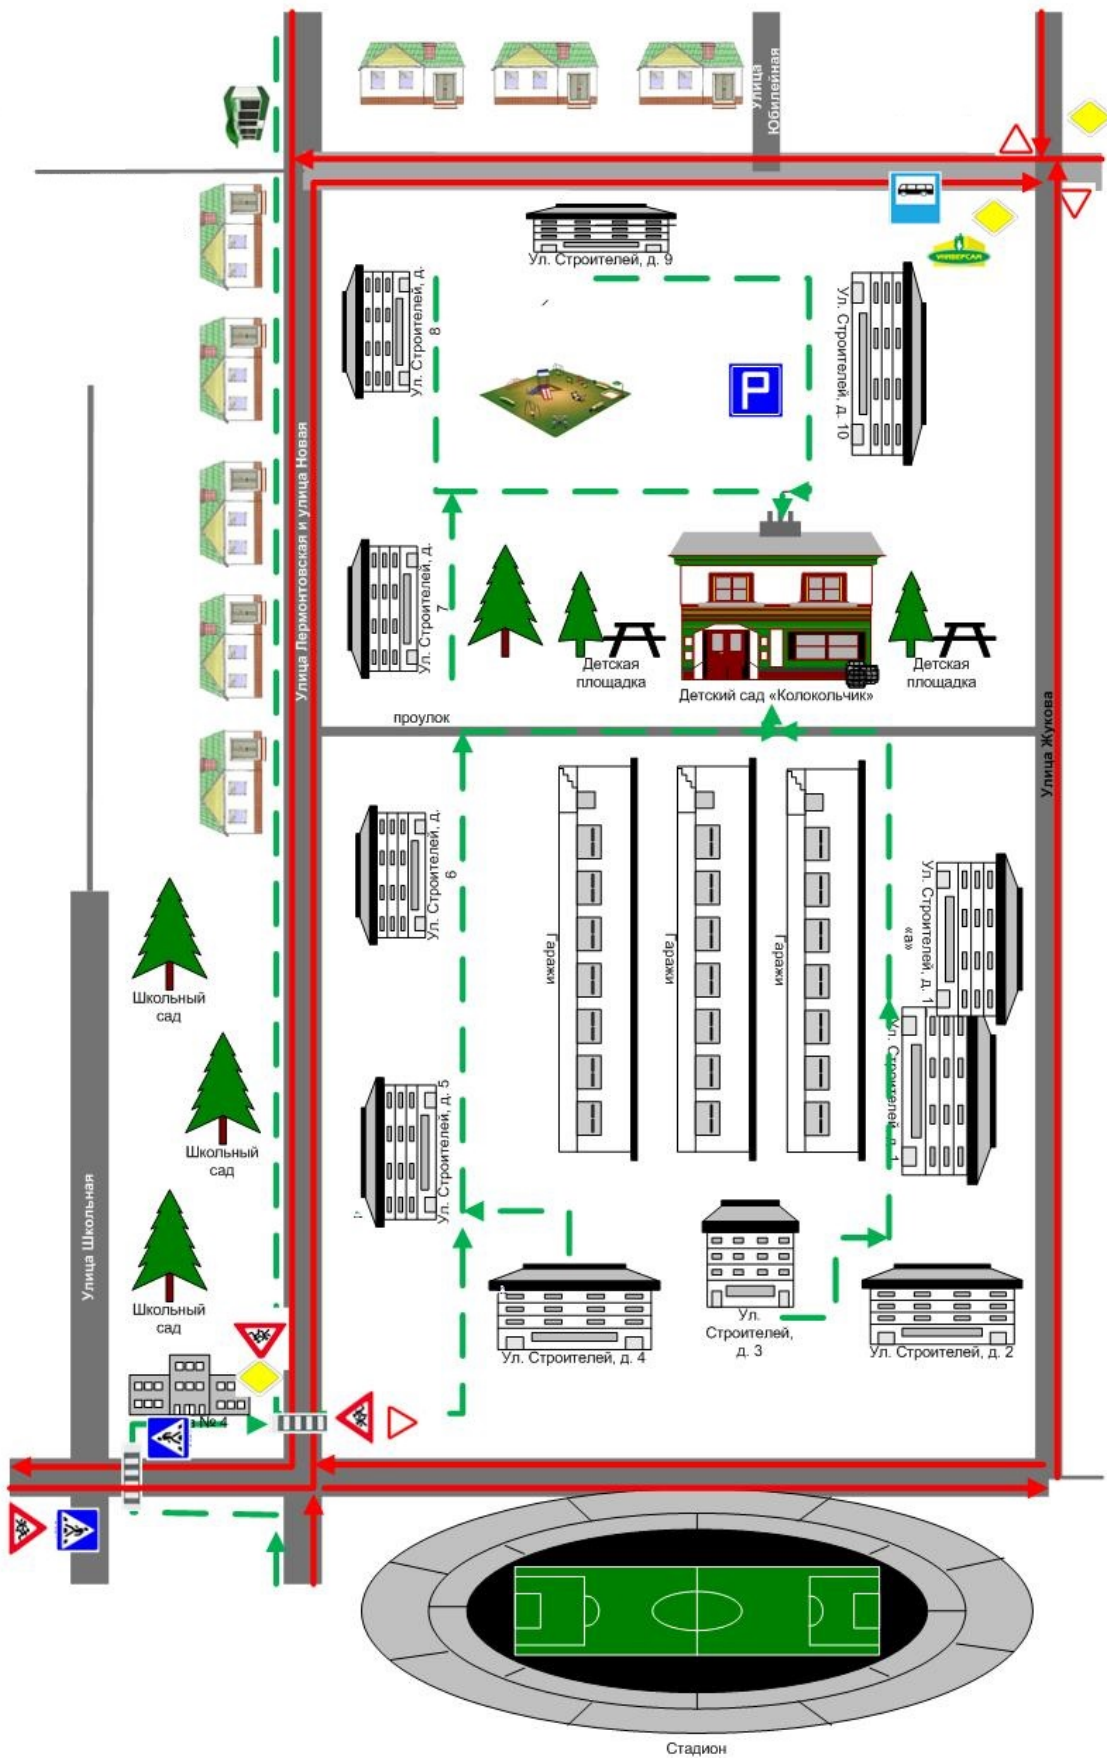 Улица
Юбилейная
УНИВЕРСАМ
Ул. Строителей, д. 9
Ул. Строителей, д.
8
Ул. Строителей, д. 10
P
Улица Лермонтовская и улица Новая
Ул. Строителей, д.
7
Детская
площадка
Детская
площадка
Детский сад «Колокольчик»
проулок
Улица Жукова
Ул. Строителей, д.
6
Гаражи
Гаражи
Гаражи
Ул. Строителей, д. 1
«а»
Ул. Строителей, д. 1
Школьный
сад
Школьный
сад
Школьный
сад
Улица Школьная
Ул. Строителей, д. 5
Ул. Строителей, д. 4
Ул.
Строителей,
д. 3
Ул. Строителей, д. 2
№ 4
Стадион